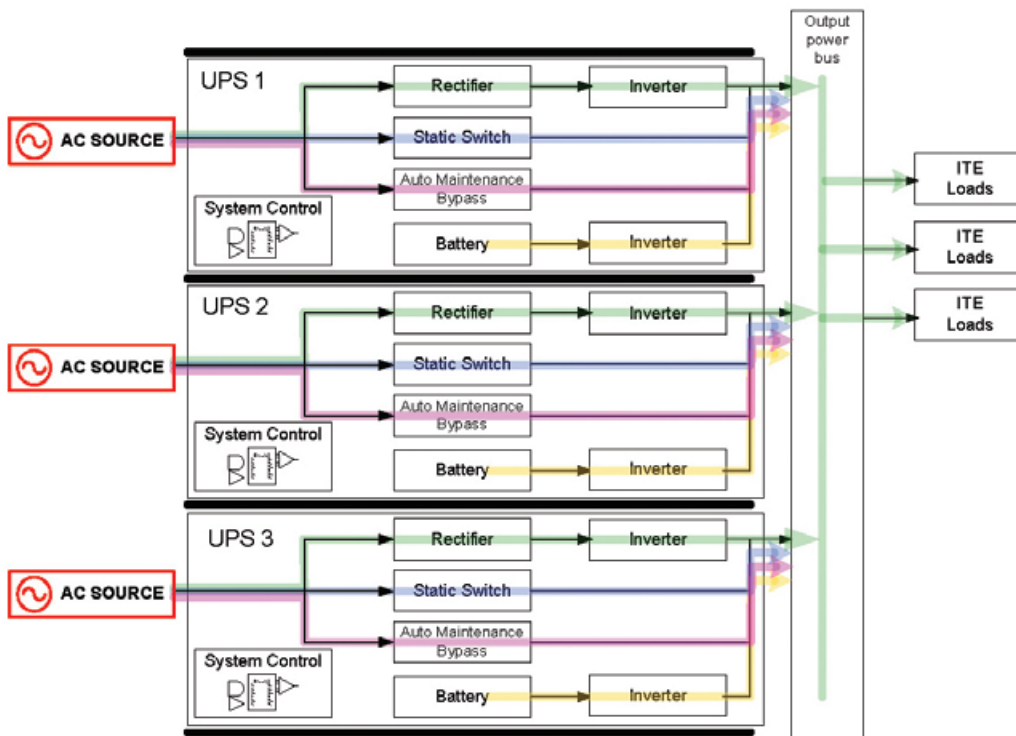 Output
power
bus
UPS 1
Rectifier
Inverter
AC SOURCE
Static Switch
Auto Maintenance
Bypass
System Control
Battery
Inverter
ITE
Loads
ITE
Loads
ITE
Loads
UPS 2
Rectifier
Inverter
AC SOURCE
Static Switch
Auto Maintenance
Bypass
System Control
Battery
Inverter
UPS 3
Rectifier
Inverter
AC SOURCE
Static Switch
Auto Maintenance
Bypass
System Control
Battery
Inverter